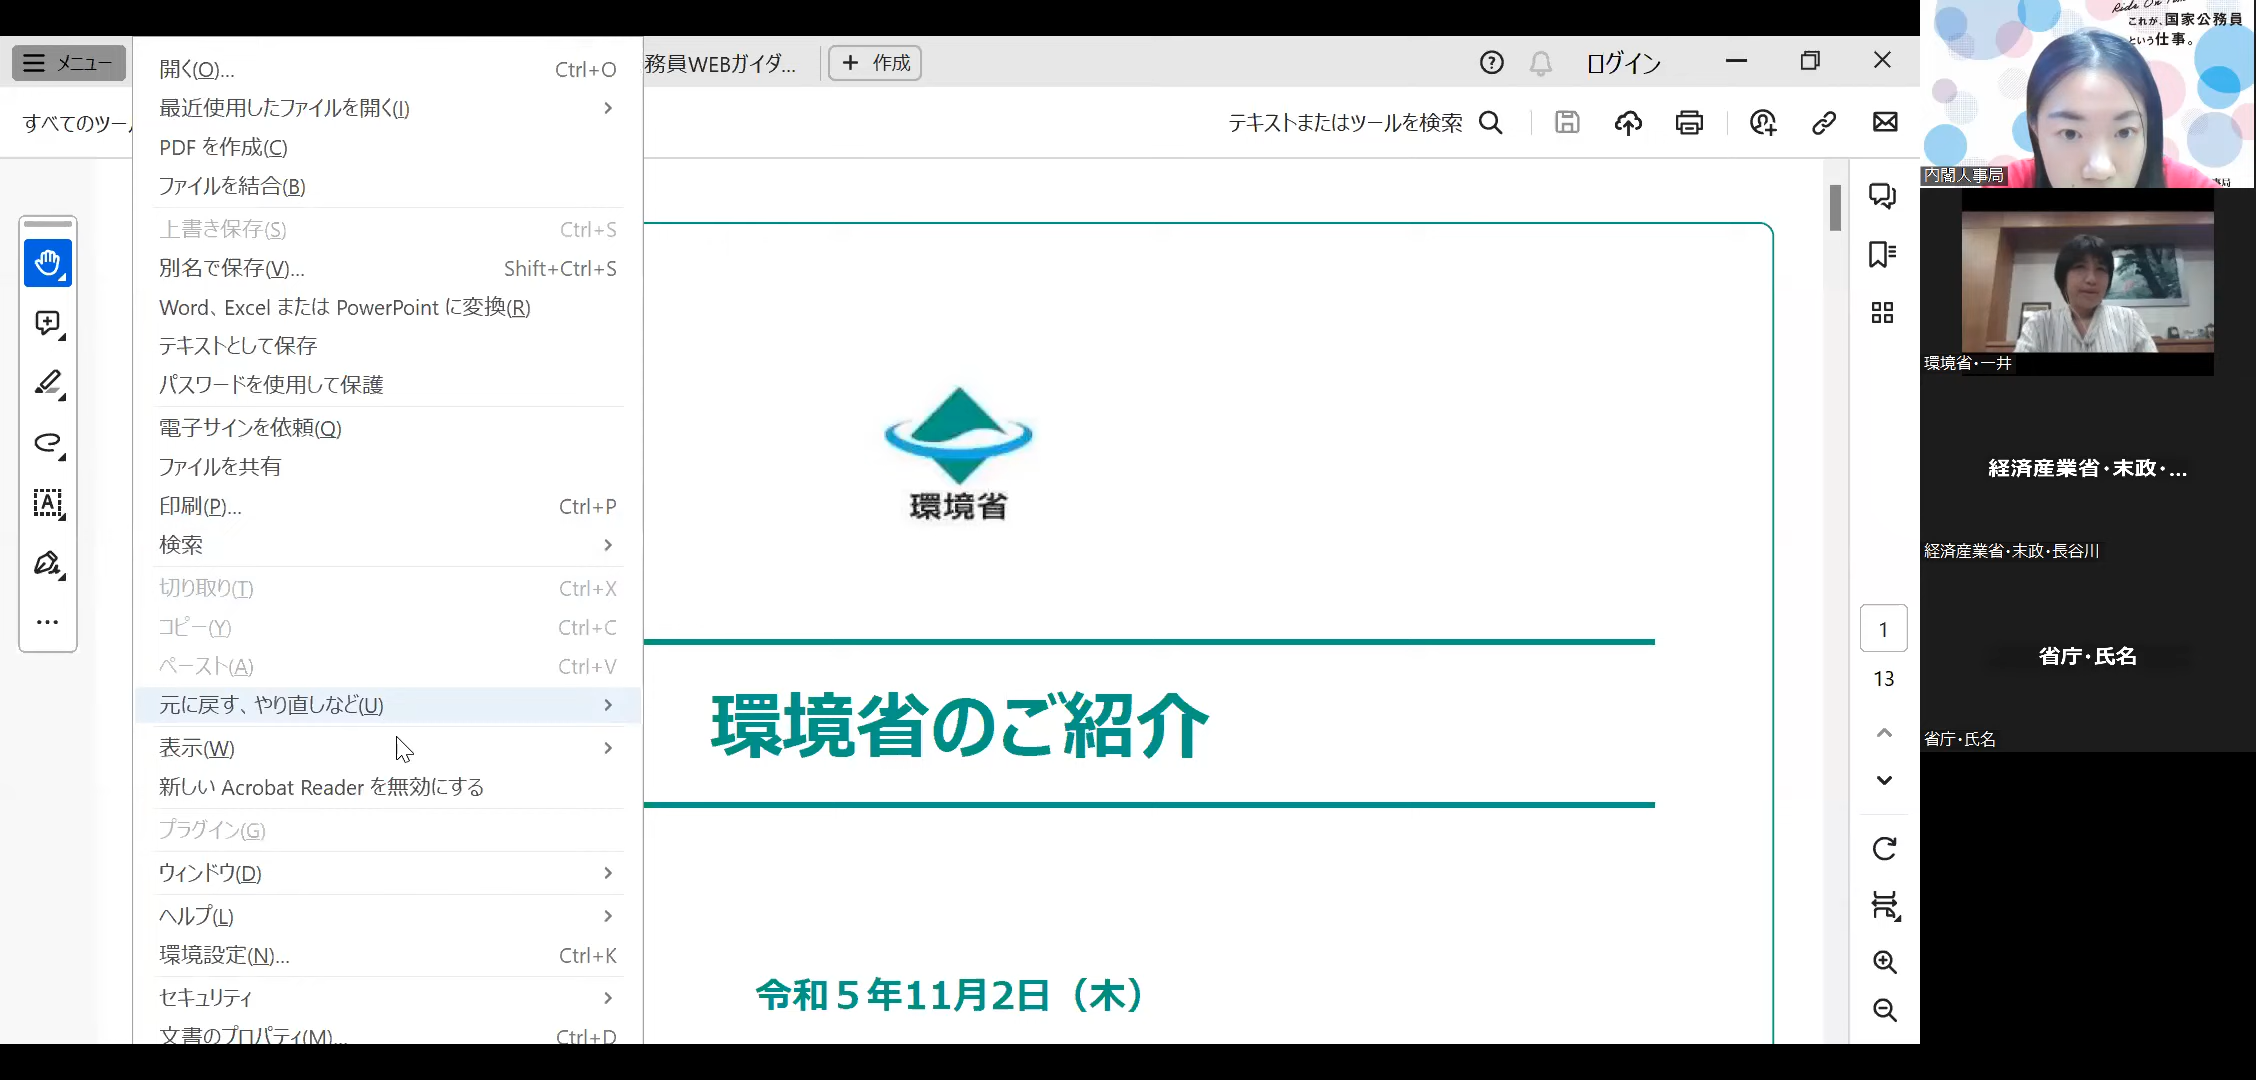 メニュー
務員WEBガイダ...
作成
ログイン
テキストまたはツールを検索
開く(O)... Ctrl+O
最近使用したファイルを開く(I)
PDF を作成(C)
ファイルを結合(B)
上書き保存(S) Ctrl+S
別名で保存(V)... Shift+Ctrl+S
Word、Excel または PowerPoint に変換(R)
テキストとして保存
パスワードを使用して保護
電子サインを依頼(Q)
ファイルを共有
印刷(P)... Ctrl+P
検索
切り取り(T) Ctrl+X
コピー(Y) Ctrl+C
ペースト(A) Ctrl+V
元に戻す、やり直しなど(U)
表示(W)
新しい Acrobat Reader を無効にする
プラグイン(G)
ウィンドウ(D)
ヘルプ(L)
環境設定(N)... Ctrl+K
セキュリティ
文書のプロパティ(M)... Ctrl+D
環境省
環境省のご紹介
令和5年11月2日（木）
1
13
これが、国家公務員
という仕事。
内閣人事局
環境省・一井
経済産業省・末政・...
経済産業省・末政・長谷川
省庁・氏名
省庁・氏名